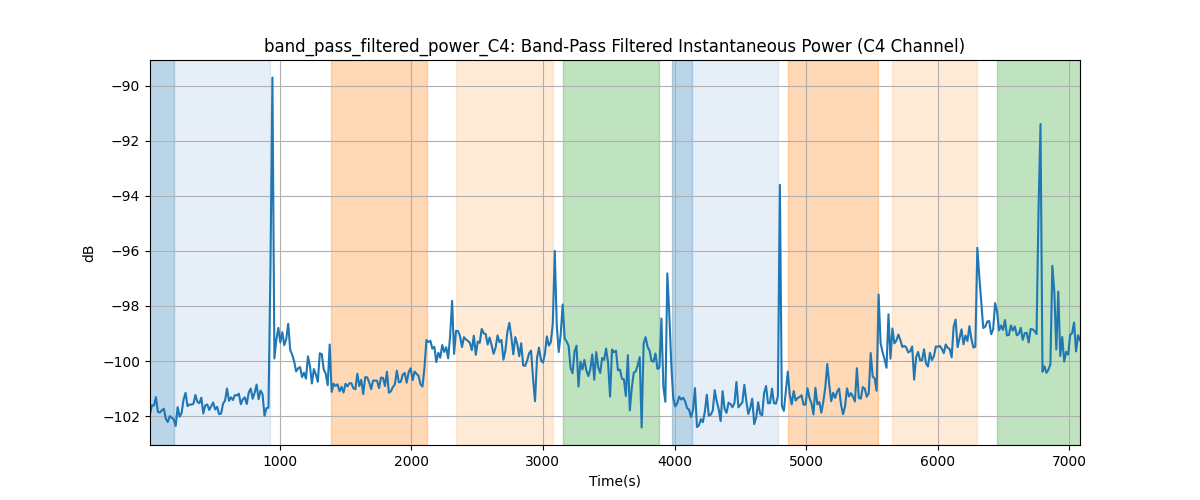 band_pass_filtered_power_C4: Band-Pass Filtered Instantaneous Power (C4 Channel)
dB
−90
−92
−94
−96
−98
−100
−102
1000 2000 3000 4000 5000 6000 7000
Time(s)